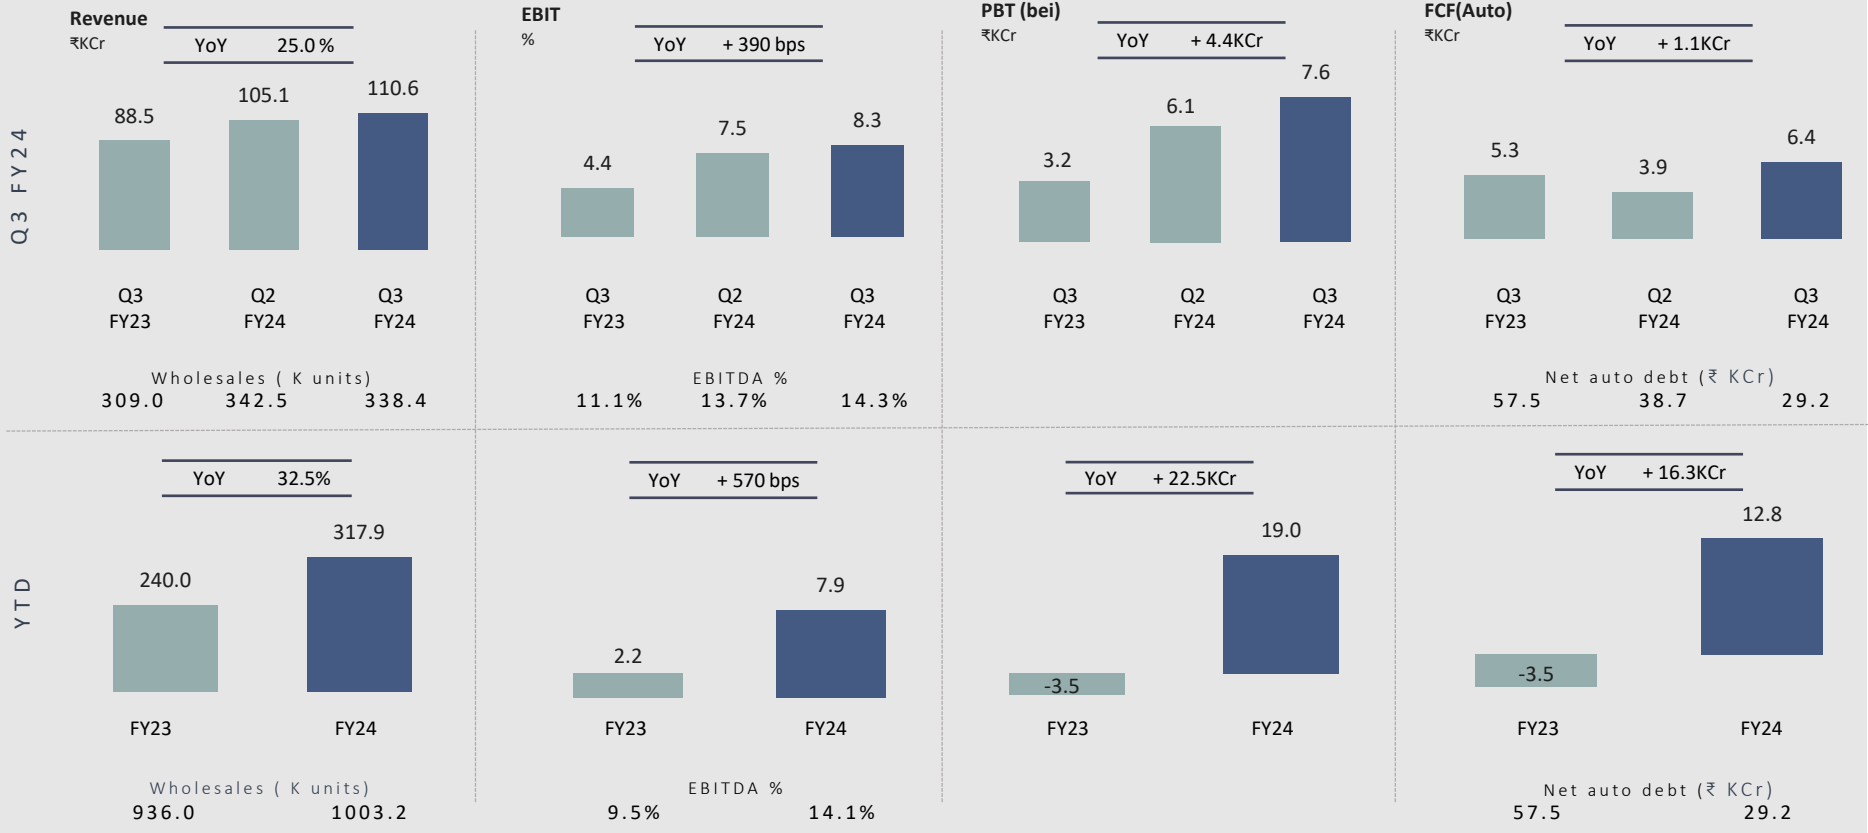 Revenue
₹KCr
YoY 25.0 %
88.5
105.1
110.6
Q3 FY23
Q2 FY24
Q3 FY24
Wholesales ( K units)
309.0 342.5 338.4
EBIT
%
YoY + 390 bps
4.4
7.5
8.3
Q3 FY23
Q2 FY24
Q3 FY24
EBITDA %
11.1% 13.7% 14.3%
PBT (bei)
₹KCr
YoY + 4.4KCr
3.2
6.1
7.6
Q3 FY23
Q2 FY24
Q3 FY24
FCF(Auto)
₹KCr
YoY + 1.1KCr
5.3
3.9
6.4
Q3 FY23
Q2 FY24
Q3 FY24
Net auto debt (₹ KCr)
57.5 38.7 29.2
Q3 FY24
YTD
YoY 32.5%
240.0
317.9
FY23 FY24
Wholesales ( K units)
936.0 1003.2
YoY + 570 bps
2.2
7.9
FY23 FY24
EBITDA %
9.5% 14.1%
YoY + 22.5KCr
-3.5
19.0
FY23 FY24
YoY + 16.3KCr
-3.5
12.8
FY23 FY24
Net auto debt (₹ KCr)
57.5 29.2